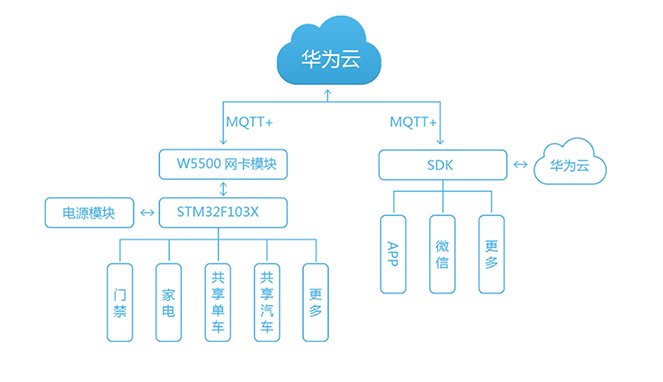 华为云
MQTT+
MQTT+
W5500 网卡模块
SDK
华为云
电源模块
STM32F103X
APP
微信
更多
门禁
家电
共享单车
共享汽车
更多